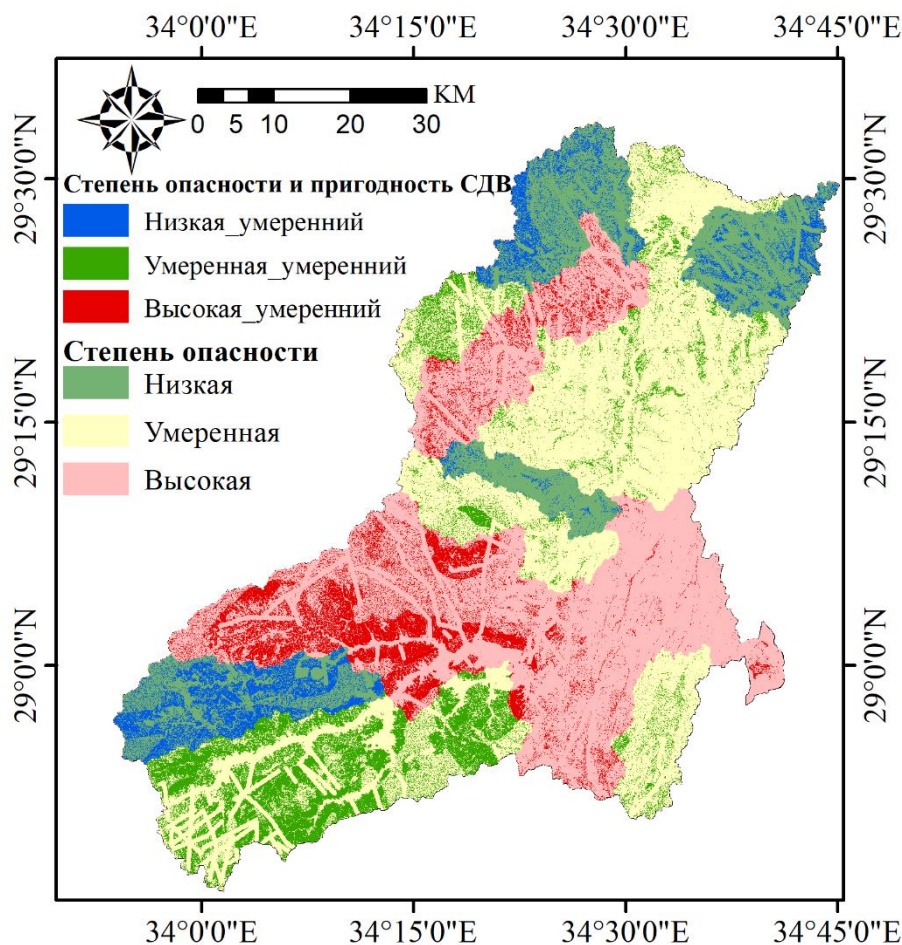 34°0'0"E 34°15'0"E 34°30'0"E 34°45'0"E
KM
0 5 10 20 30
Степень опасности и пригодность СДВ
Низкая_умеренний
Умеренная_умеренний
Высокая_умеренний
Степень опасности
Низкая
Умеренная
Высокая
29°30'0"N 29°30'0"N
29°15'0"N 29°15'0"N
29°0'0"N 29°0'0"N
34°0'0"E 34°15'0"E 34°30'0"E 34°45'0"E